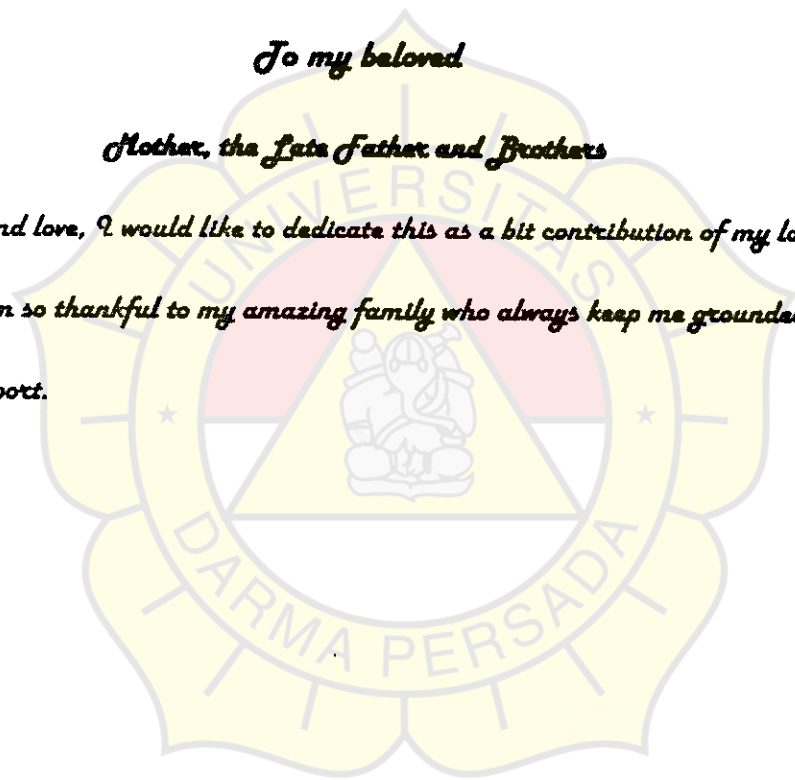 To my beloved
Mother, the Late Father and Brothers
nd love, I would like to dedicate this as a bit contribution of my lo
n so thankful to my amazing family who always keep me grounde
port.
UNIVERSITAS
DARMA PERSADA